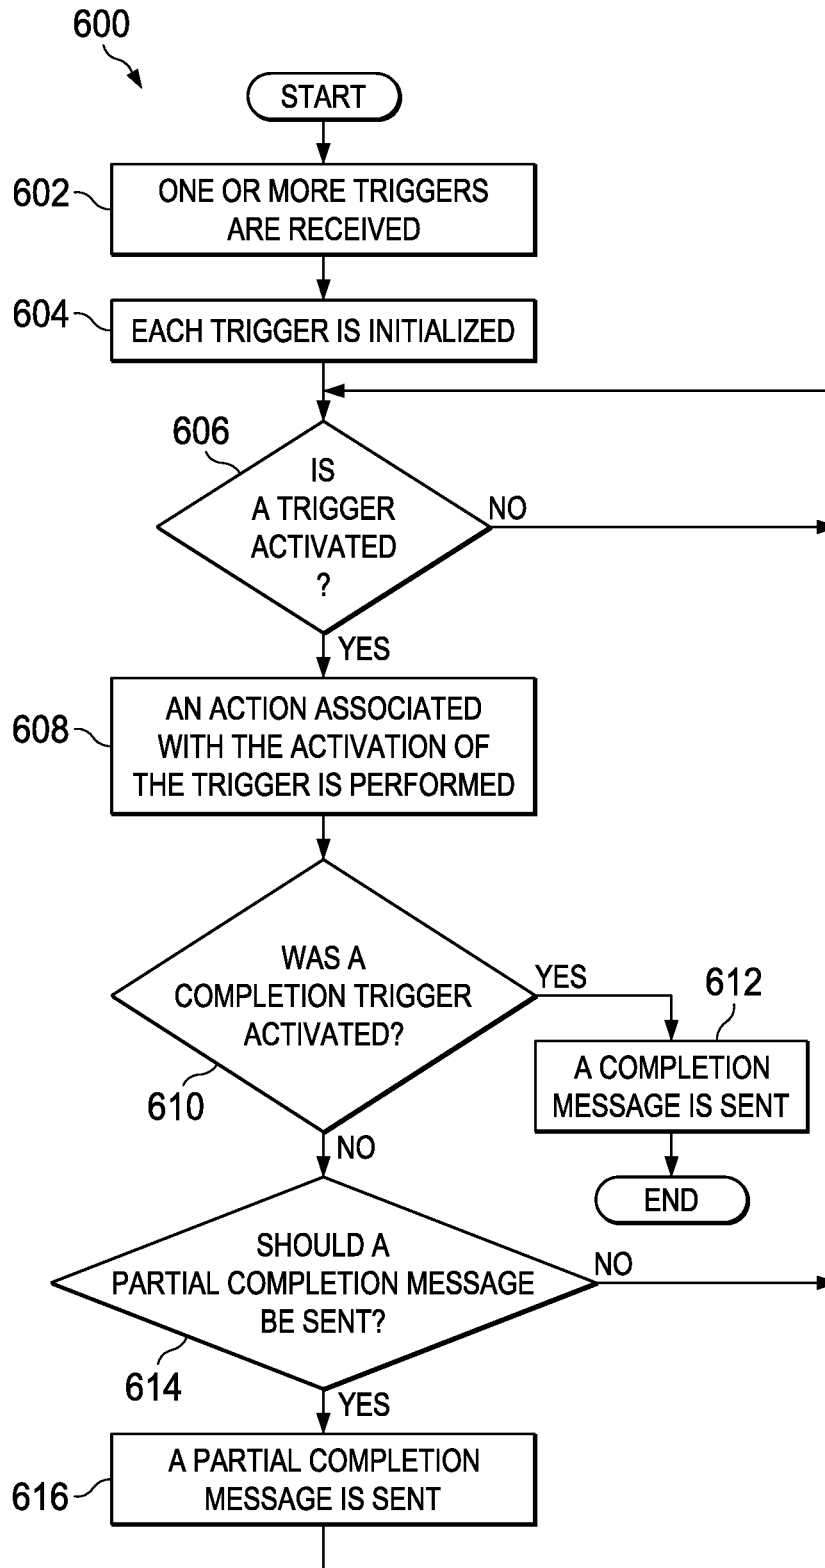 600
START
602
ONE OR MORE TRIGGERS
ARE RECEIVED
604
EACH TRIGGER IS INITIALIZED
606
IS
A TRIGGER
ACTIVATED
?
NO
YES
608
AN ACTION ASSOCIATED
WITH THE ACTIVATION OF
THE TRIGGER IS PERFORMED
WAS A
COMPLETION TRIGGER
ACTIVATED?
610
YES
612
A COMPLETION
MESSAGE IS SENT
END
NO
SHOULD A
PARTIAL COMPLETION MESSAGE
BE SENT?
614
NO
YES
616
A PARTIAL COMPLETION
MESSAGE IS SENT